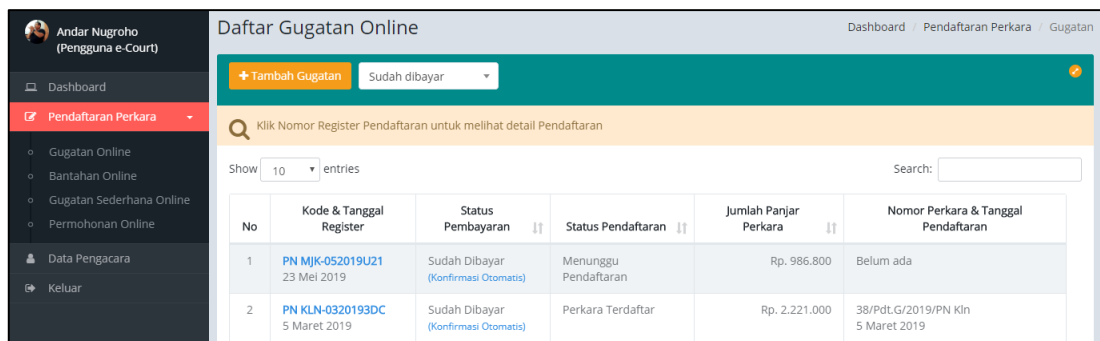 Andar Nugroho
(Pengguna e-Court)
Dashboard
Pendaftaran Perkara
Gugatan Online
Bantahan Online
Gugatan Sederhana Online
Permohonan Online
Data Pengacara
Keluar
Daftar Gugatan Online
Dashboard / Pendaftaran Perkara / Gugatan
+ Tambah Gugatan
Sudah dibayar
Klik Nomor Register Pendaftaran untuk melihat detail Pendaftaran
Show 10 entries
Search:
No
Kode & Tanggal
Register
Status
Pembayaran
Status Pendaftaran
Jumlah Panjar
Perkara
Nomor Perkara & Tanggal
Pendaftaran
1
PN MJK-052019U21
23 Mei 2019
Sudah Dibayar
(Konfirmasi Otomatis)
Menunggu
Pendaftaran
Rp. 986.800
Belum ada
2
PN KLN-0320193DC
5 Maret 2019
Sudah Dibayar
(Konfirmasi Otomatis)
Perkara Terdaftar
Rp. 2.221.000
38/Pdt.G/2019/PN Kln
5 Maret 2019